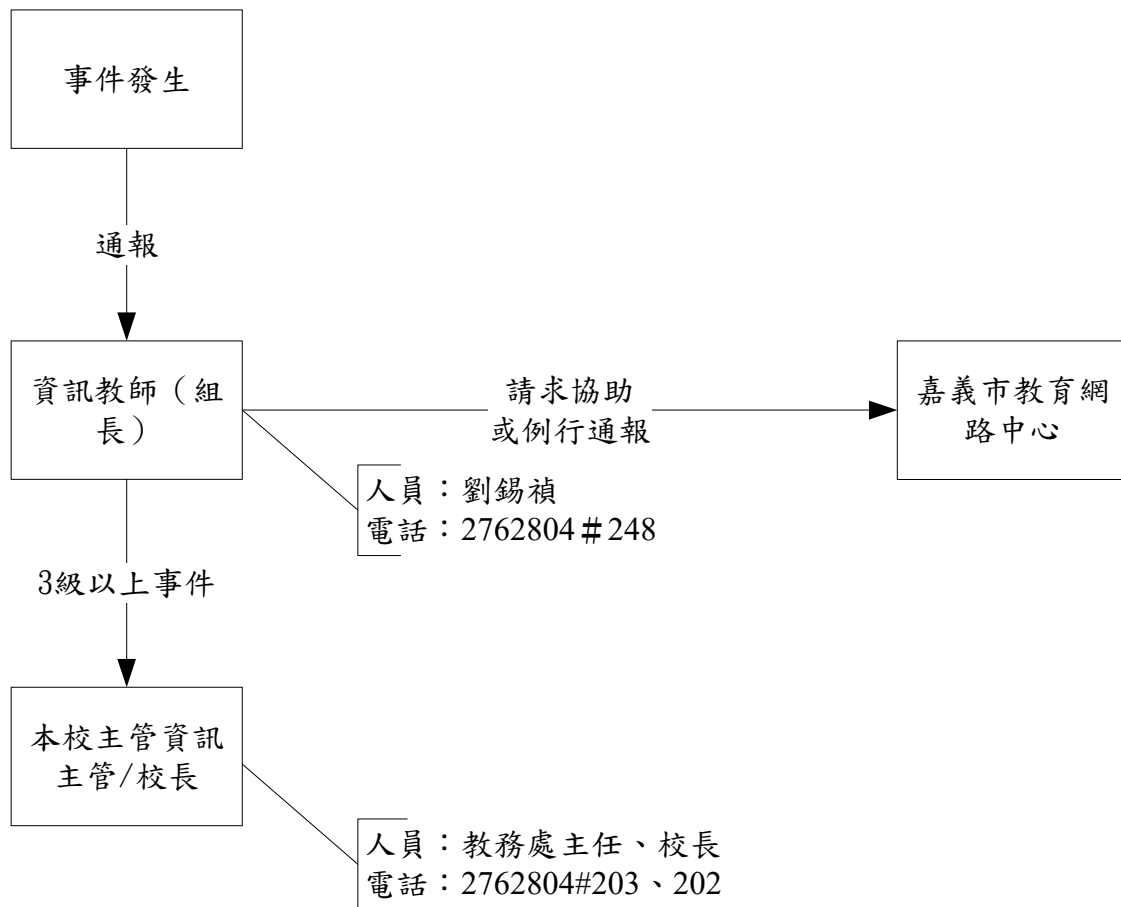 事件發生
通報
資訊教師（組
長）
請求協助
或例行通報
嘉義市教育網
路中心
人員：劉錫禎
電話：2762804＃248
3級以上事件
本校主管資訊
主管/校長
人員：教務處主任、校長
電話：2762804#203、202